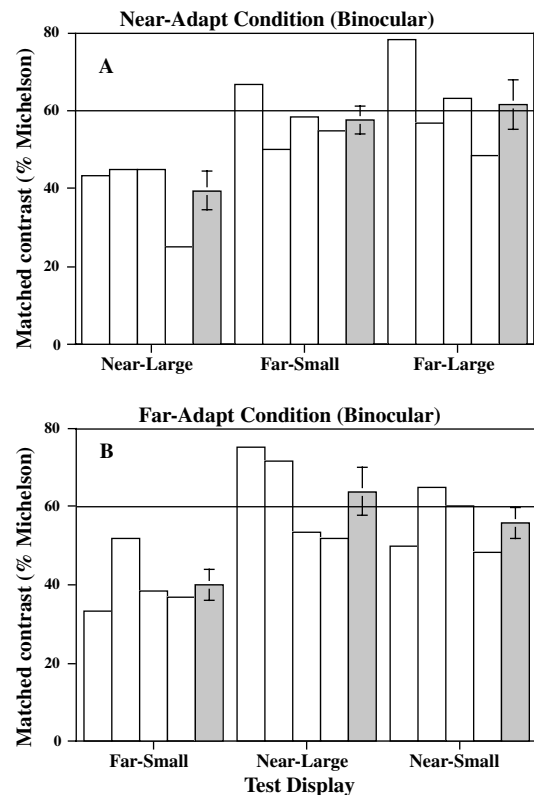 Near-Adapt Condition (Binocular)
A
Matched contrast (% Michelson)
80
60
40
20
0
Near-Large Far-Small Far-Large
Far-Adapt Condition (Binocular)
B
Matched contrast (% Michelson)
80
60
40
20
0
Far-Small Near-Large Near-Small
Test Display